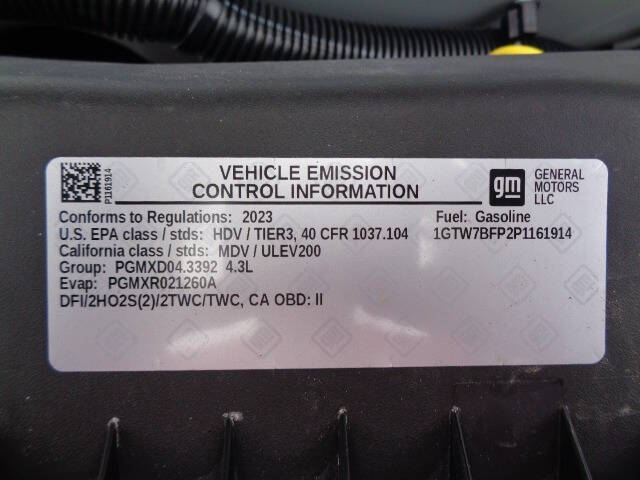 P1161914
VEHICLE EMISSION
CONTROL INFORMATION
gm
GENERAL
MOTORS
LLC
Conforms to Regulations: 2023
Fuel: Gasoline
U.S. EPA class / stds: HDV / TIER3, 40 CFR 1037.104
1GTW7BFP2P1161914
California class / stds: MDV / ULEV200
Group: PGMXD04.3392 4.3L
Evap: PGMXR021260A
DFI/2HO2S(2)/2TWC/TWC, CA OBD: II